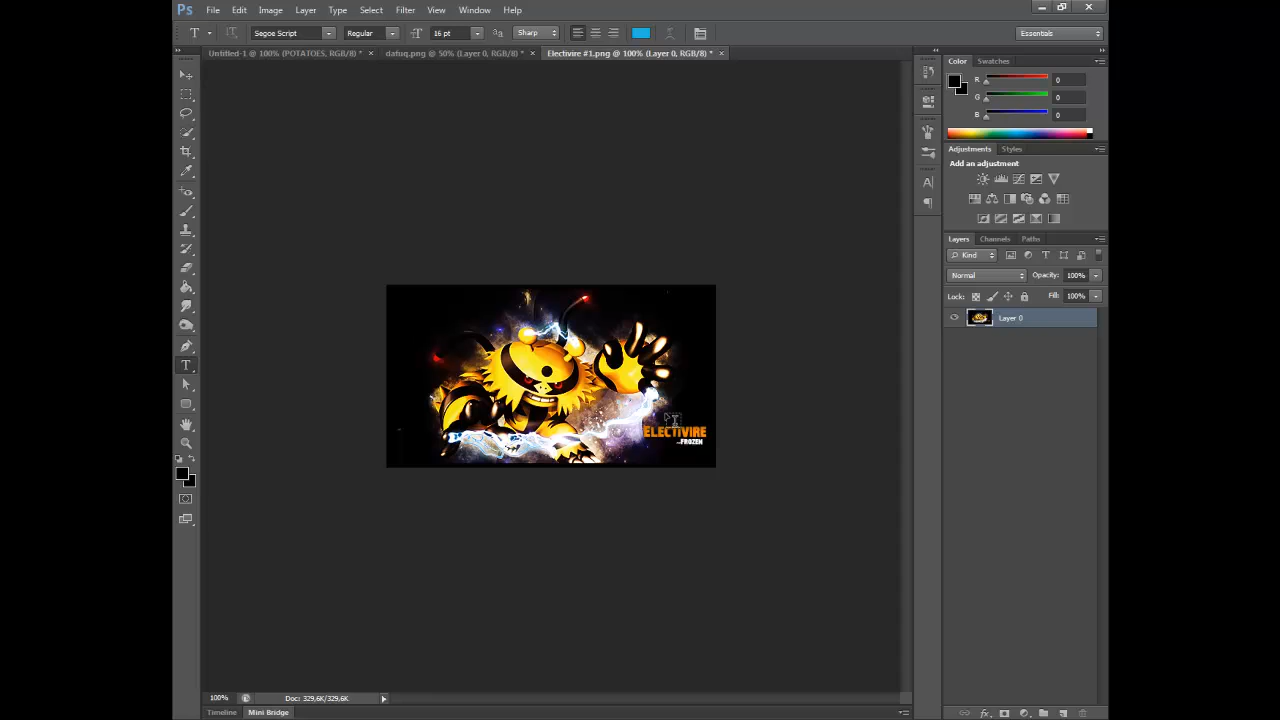 Ps File Edit Image Layer Type Select Filter View Window Help
T Segoe Script Regular 16 pt Sharp Essentials
Untitled-1 @ 100% (POTATOES, RGB/8) * dafuq.png @ 50% (Layer 0, RGB/8) * Electivire #1.png @ 100% (Layer 0, RGB/8) *
Color Swatches
R 0
G 0
B 0
Adjustments Styles
Add an adjustment
Layers Channels Paths
Kind
Normal Opacity: 100%
Lock: Fill: 100%
Layer 0
ELECTIVIRE
FROZEN
100% Doc: 329,6K/329,6K
Timeline Mini Bridge